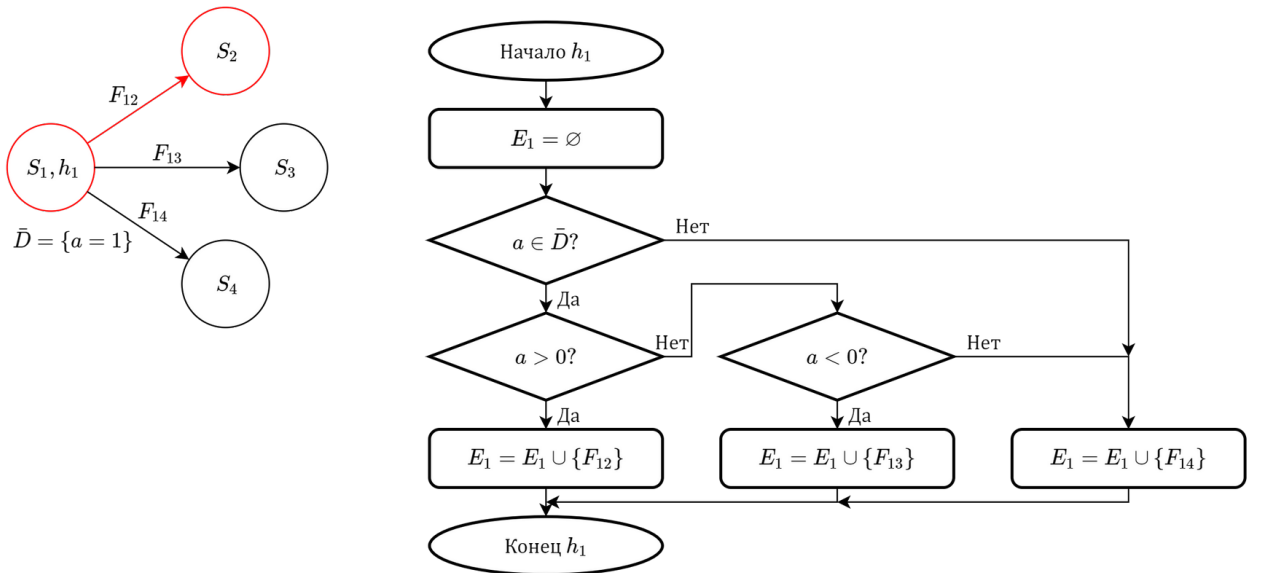 S₂
F₁₂
S₁, h₁
F₁₃
S₃
F₁₄
D̄ = {a = 1}
S₄
Начало h₁
E₁ = ∅
a ∈ D̄?
Нет
Да
a > 0?
Нет
a < 0?
Нет
Да
Да
E₁ = E₁ ∪ {F₁₂}
E₁ = E₁ ∪ {F₁₃}
E₁ = E₁ ∪ {F₁₄}
Конец h₁